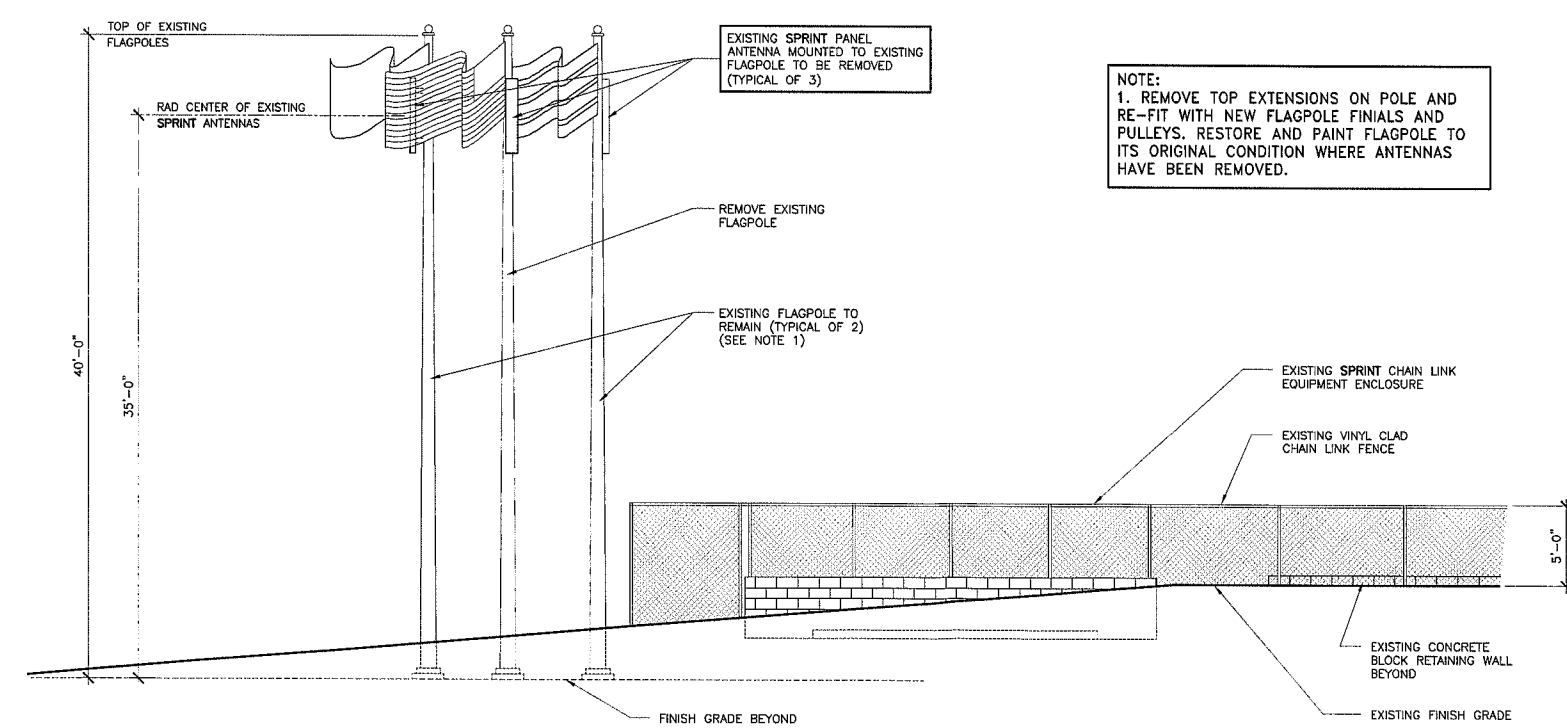 TOP OF EXISTING
FLAGPOLES
EXISTING SPRINT PANEL
ANTENNA MOUNTED TO EXISTING
FLAGPOLE TO BE REMOVED
(TYPICAL OF 3)
NOTE:
1. REMOVE TOP EXTENSIONS ON POLE AND
RE-FIT WITH NEW FLAGPOLE FINIALS AND
PULLEYS. RESTORE AND PAINT FLAGPOLE TO
ITS ORIGINAL CONDITION WHERE ANTENNAS
HAVE BEEN REMOVED.
RAD CENTER OF EXISTING
SPRINT ANTENNAS
REMOVE EXISTING
FLAGPOLE
EXISTING FLAGPOLE TO
REMAIN (TYPICAL OF 2)
(SEE NOTE 1)
40'-0"
35'-0"
EXISTING SPRINT CHAIN LINK
EQUIPMENT ENCLOSURE
EXISTING VINYL CLAD
CHAIN LINK FENCE
5'-0"
EXISTING CONCRETE
BLOCK RETAINING WALL
BEYOND
EXISTING FINISH GRADE
FINISH GRADE BEYOND